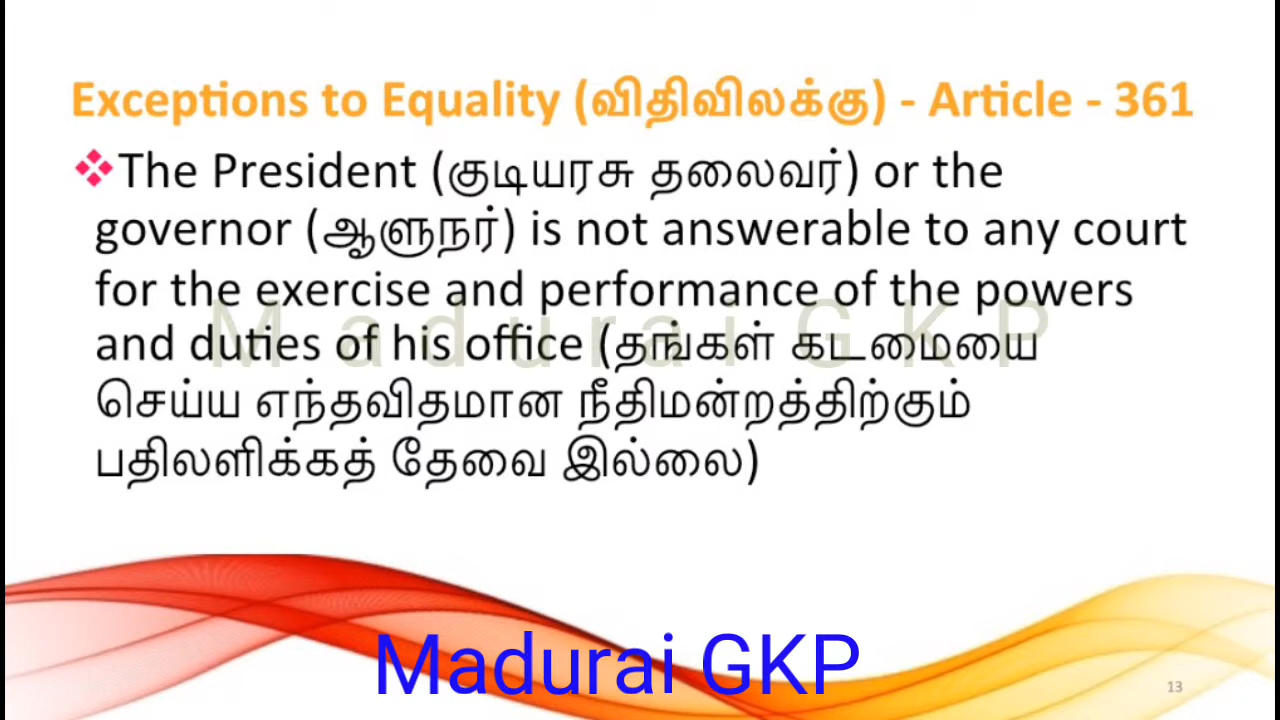 Exceptions to Equality (விதிவிலக்கு) - Article - 361
❖The President (குடியரசு தலைவர்) or the
governor (ஆளுநர்) is not answerable to any court
for the exercise and performance of the powers
and duties of his office (தங்கள் கடமையை
செய்ய எந்தவிதமான நீதிமன்றத்திற்கும்
பதிலளிக்கத் தேவை இல்லை)
Madurai GKP
Madurai GKP
13